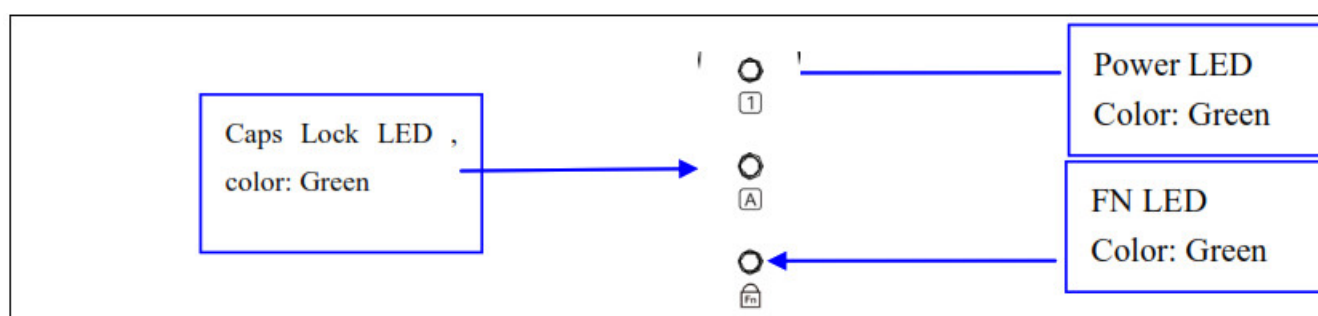 Power LED
Color: Green
1
Caps Lock LED ,
color: Green
A
FN LED
Color: Green
Fn